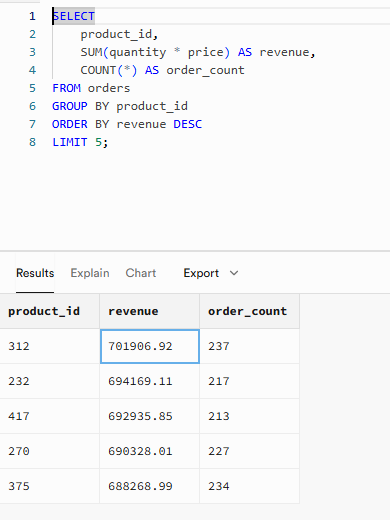 1 SELECT
2 product_id,
3 SUM(quantity * price) AS revenue,
4 COUNT(*) AS order_count
5 FROM orders
6 GROUP BY product_id
7 ORDER BY revenue DESC
8 LIMIT 5;
Results Explain Chart Export
product_id revenue order_count
312 701906.92 237
232 694169.11 217
417 692935.85 213
270 690328.01 227
375 688268.99 234